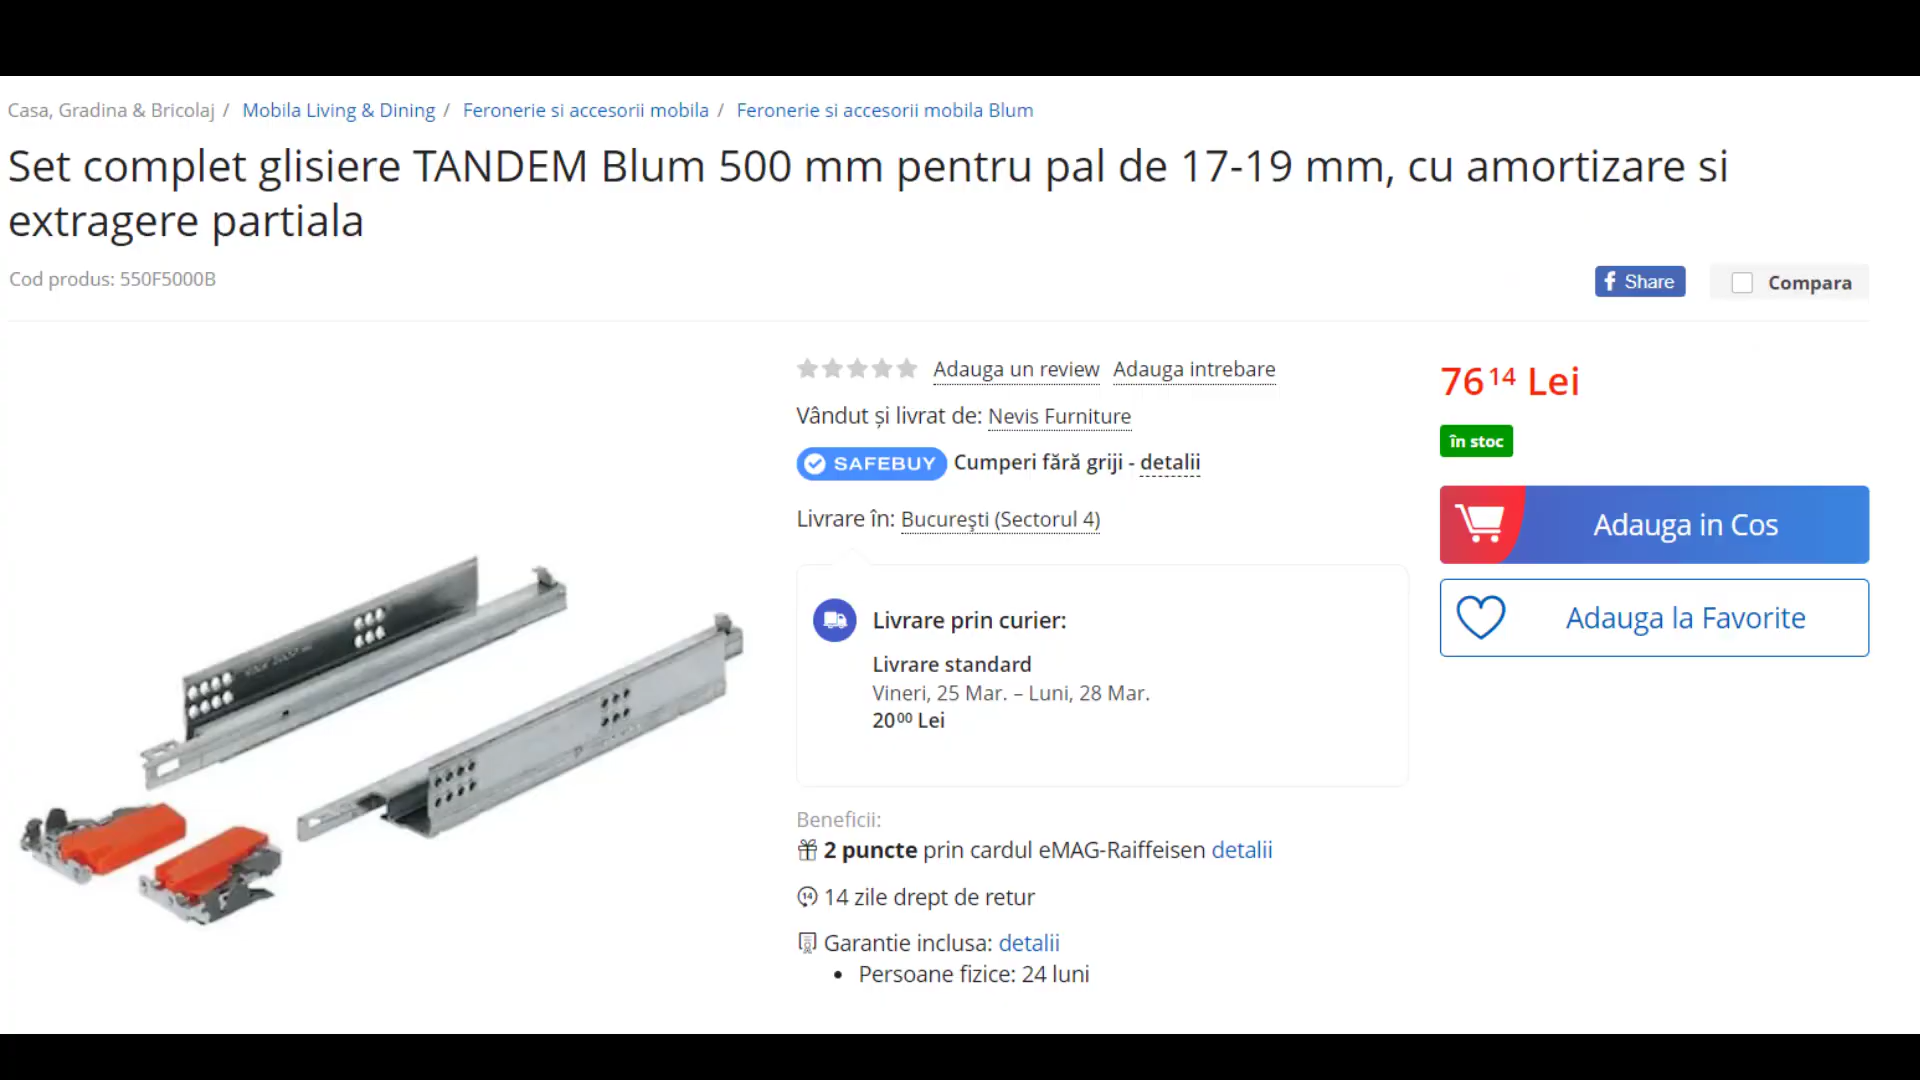 Casa, Gradina & Bricolaj / Mobila Living & Dining / Feronerie si accesorii mobila / Feronerie si accesorii mobila Blum
Set complet glisiere TANDEM Blum 500 mm pentru pal de 17-19 mm, cu amortizare si
extragere partiala
Cod produs: 550F5000B
f Share
Compara
Adauga un review Adauga intrebare
Vândut și livrat de: Nevis Furniture
SAFEBUY Cumperi fără griji - detalii
Livrare în: Bucureşti (Sectorul 4)
Livrare prin curier:
Livrare standard
Vineri, 25 Mar. – Luni, 28 Mar.
20⁰⁰ Lei
Beneficii:
2 puncte prin cardul eMAG-Raiffeisen detalii
14 14 zile drept de retur
Garantie inclusa: detalii
• Persoane fizice: 24 luni
76¹⁴ Lei
în stoc
Adauga in Cos
Adauga la Favorite